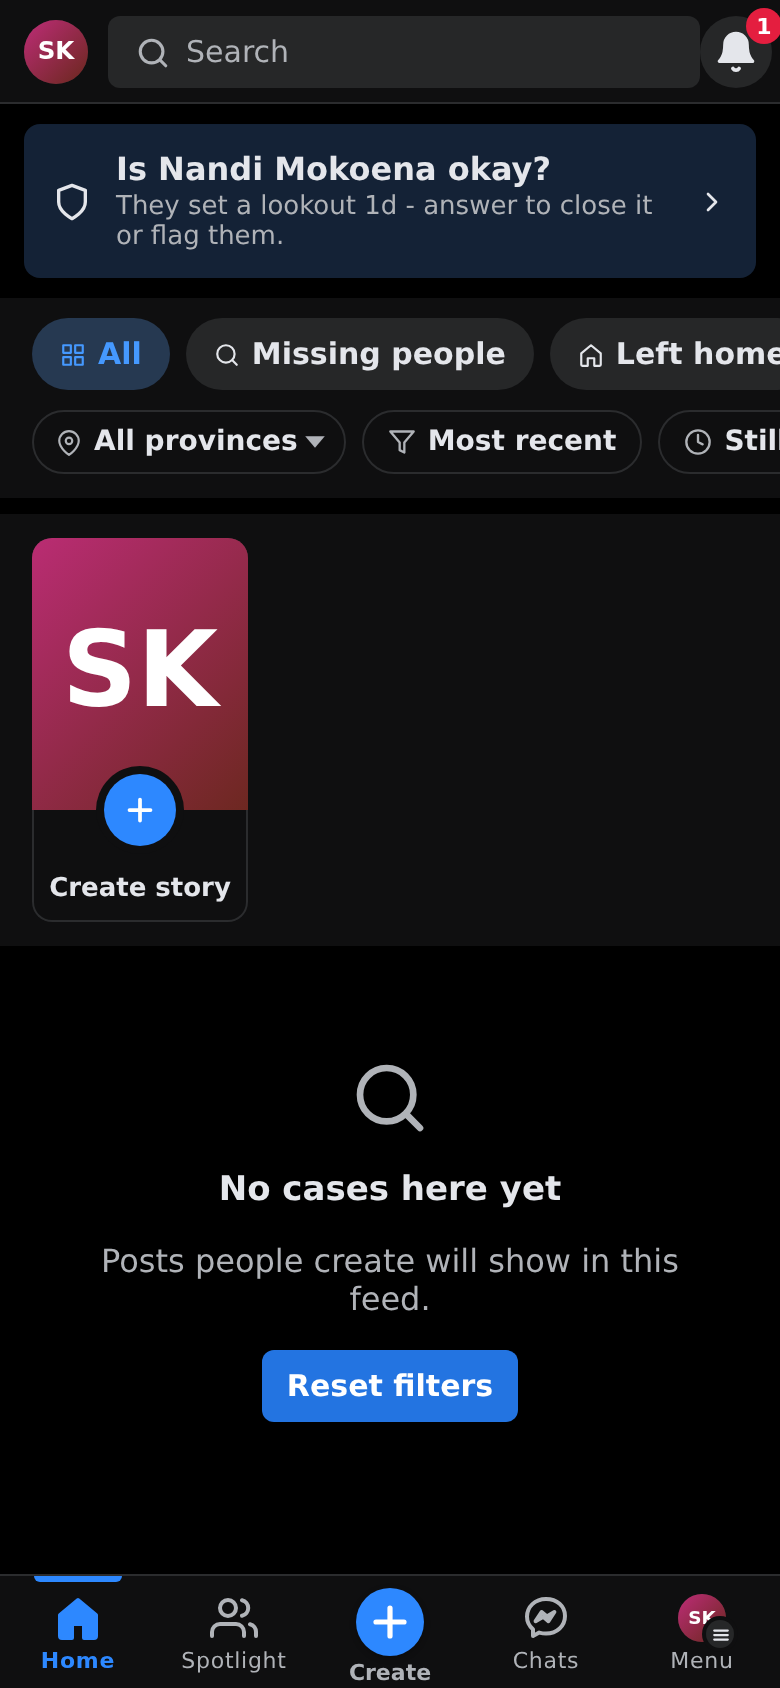 SK
Search
1
Is Nandi Mokoena okay?
They set a lookout 1d - answer to close it
or flag them.
All
Missing people
Left home
All provinces
Most recent
Still
SK
Create story
No cases here yet
Posts people create will show in this
feed.
Reset filters
SK
Home
Spotlight
Create
Chats
Menu